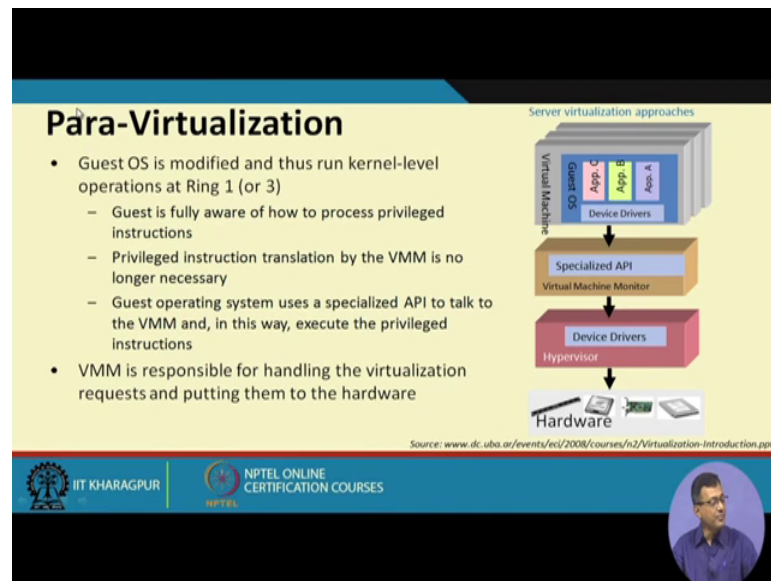 Para-Virtualization
• Guest OS is modified and thus run kernel-level
operations at Ring 1 (or 3)
– Guest is fully aware of how to process privileged
instructions
– Privileged instruction translation by the VMM is no
longer necessary
– Guest operating system uses a specialized API to talk to
the VMM and, in this way, execute the privileged
instructions
• VMM is responsible for handling the virtualization
requests and putting them to the hardware
Server virtualization approaches
Virtual Machine
Guest OS
App. C
App. B
App. A
Device Drivers
Specialized API
Virtual Machine Monitor
Device Drivers
Hypervisor
Hardware
Source: www.dc.uba.ar/events/eci/2008/courses/n2/Virtualization-Introduction.ppt
IIT KHARAGPUR
NPTEL
NPTEL ONLINE
CERTIFICATION COURSES